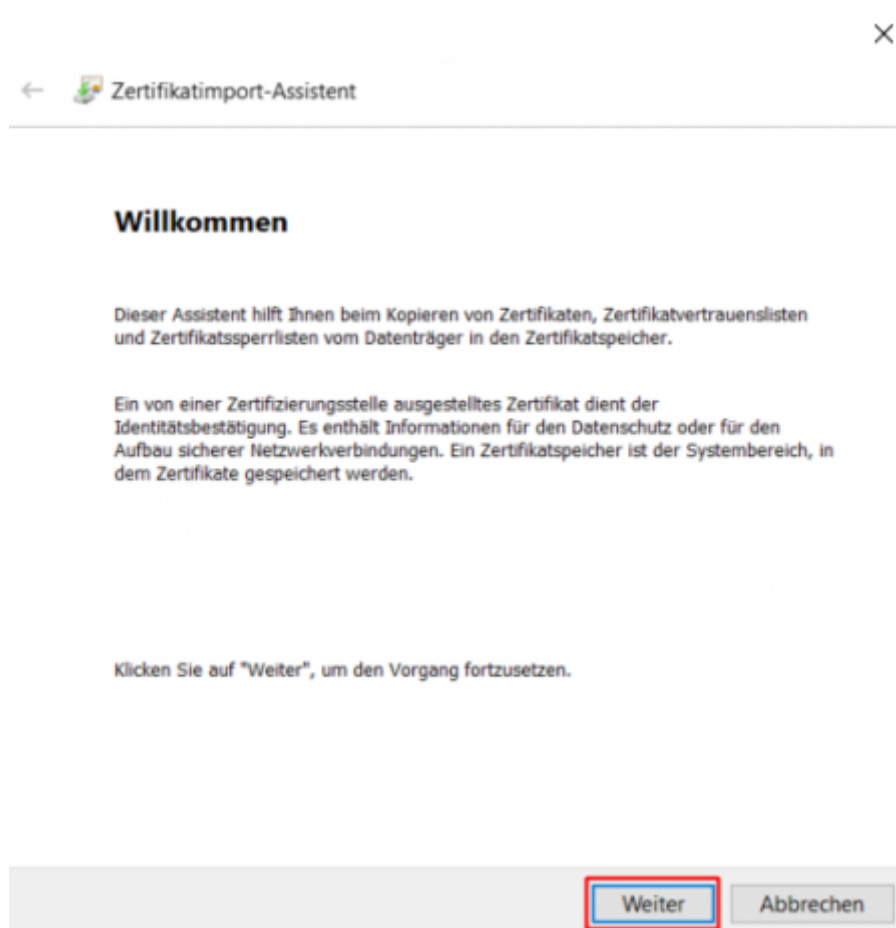 Zertifikatimport-Assistent
Willkommen
Dieser Assistent hilft Ihnen beim Kopieren von Zertifikaten, Zertifikatvertrauenslisten
und Zertifikatssperrlisten vom Datenträger in den Zertifikatspeicher.
Ein von einer Zertifizierungsstelle ausgestelltes Zertifikat dient der
Identitätsbestätigung. Es enthält Informationen für den Datenschutz oder für den
Aufbau sicherer Netzwerkverbindungen. Ein Zertifikatspeicher ist der Systembereich, in
dem Zertifikate gespeichert werden.
Klicken Sie auf "Weiter", um den Vorgang fortzusetzen.
Weiter Abbrechen